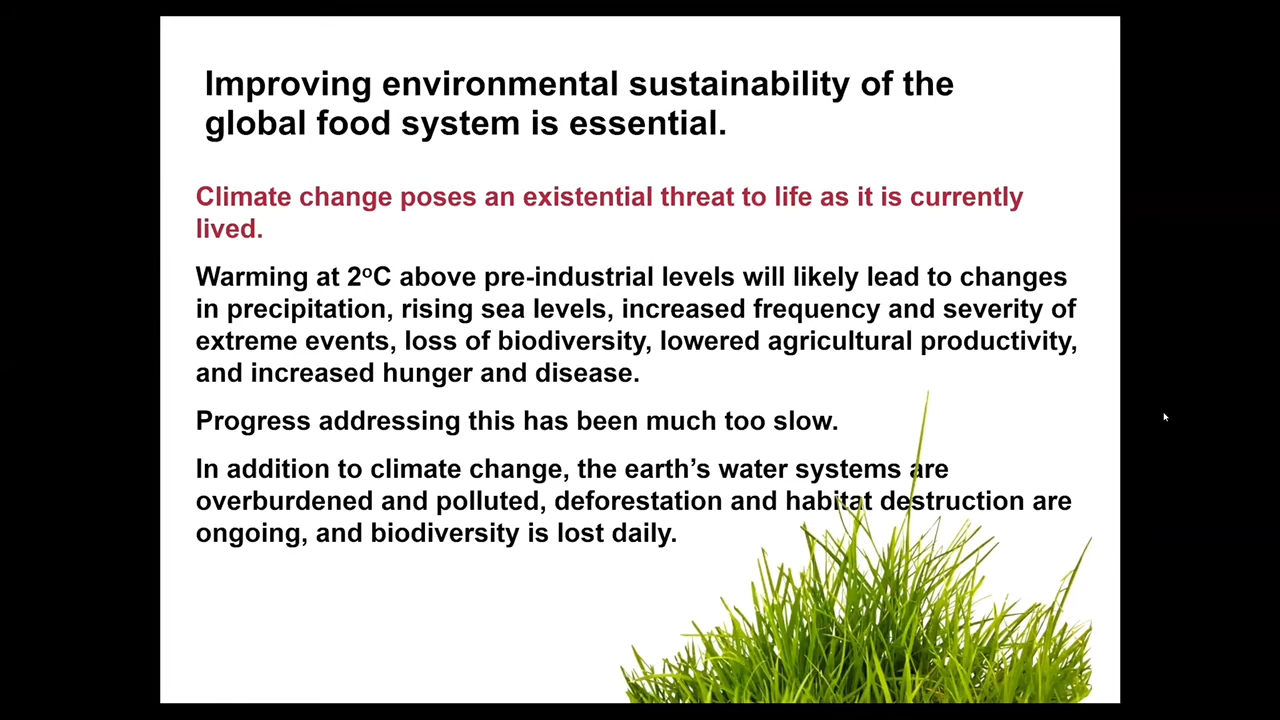 Improving environmental sustainability of the
global food system is essential.
Climate change poses an existential threat to life as it is currently
lived.
Warming at 2ºC above pre-industrial levels will likely lead to changes
in precipitation, rising sea levels, increased frequency and severity of
extreme events, loss of biodiversity, lowered agricultural productivity,
and increased hunger and disease.
Progress addressing this has been much too slow.
In addition to climate change, the earth’s water systems are
overburdened and polluted, deforestation and habitat destruction are
ongoing, and biodiversity is lost daily.